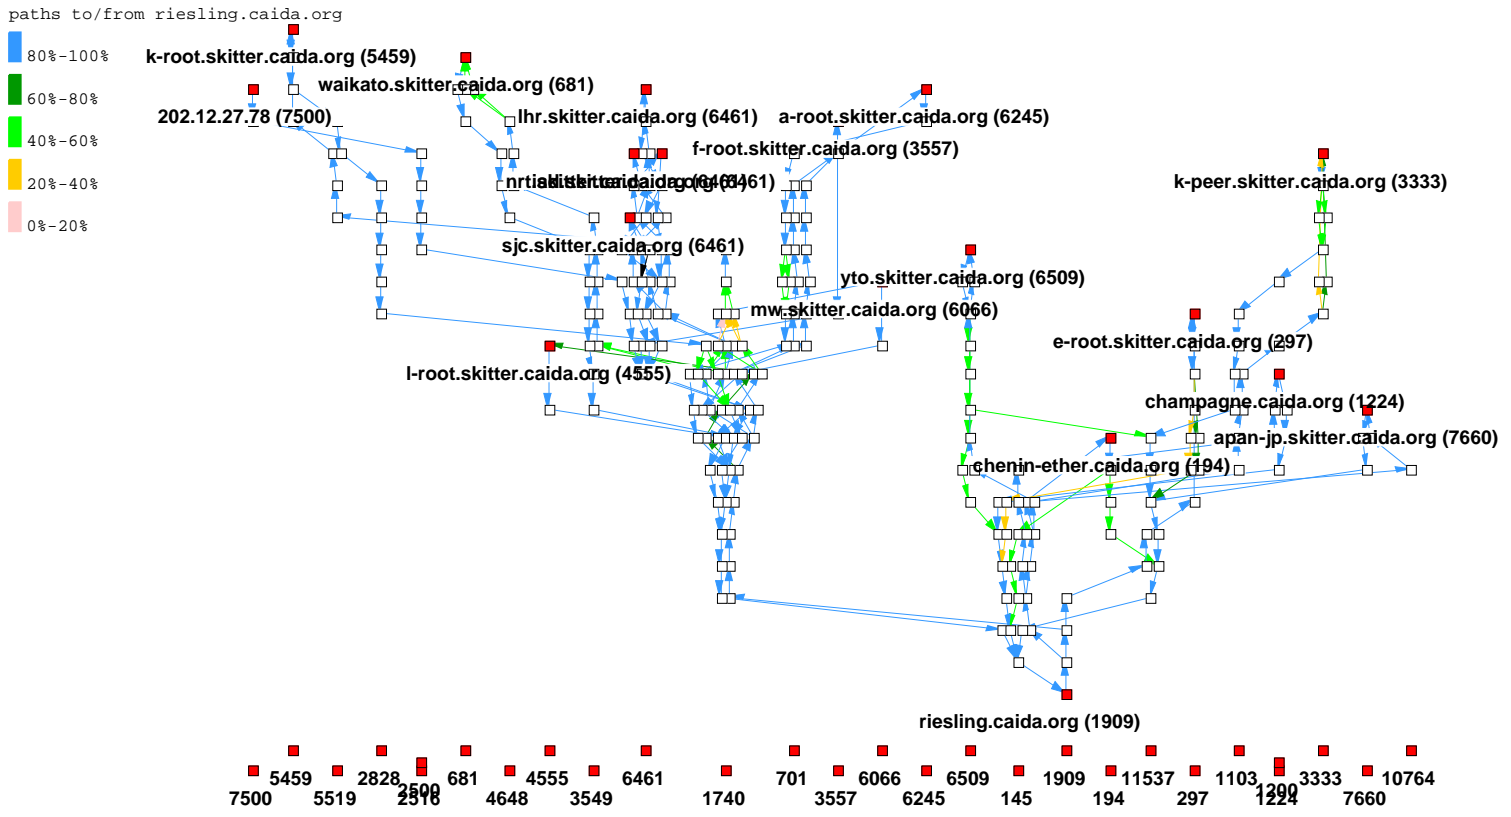 paths to/from riesling.caida.org
80%-100%
60%-80%
40%-60%
20%-40%
0%-20%
k-root.skitter.caida.org (5459)
waikato.skitter.caida.org (681)
202.12.27.78 (7500)
lhr.skitter.caida.org (6461)
a-root.skitter.caida.org (6245)
f-root.skitter.caida.org (3557)
k-peer.skitter.caida.org (3333)
sjc.skitter.caida.org (6461)
yto.skitter.caida.org (6509)
mw.skitter.caida.org (6066)
e-root.skitter.caida.org (297)
l-root.skitter.caida.org (4555)
champagne.caida.org (1224)
apan-jp.skitter.caida.org (7660)
chenin-ether.caida.org (194)
riesling.caida.org (1909)
5459 2828 681 4555 6461 701 6066 6509 1909 11537 1103 1200 3333 10764
7500 5519 2500 2516 4648 3549 1740 3557 6245 145 194 297 1224 7660